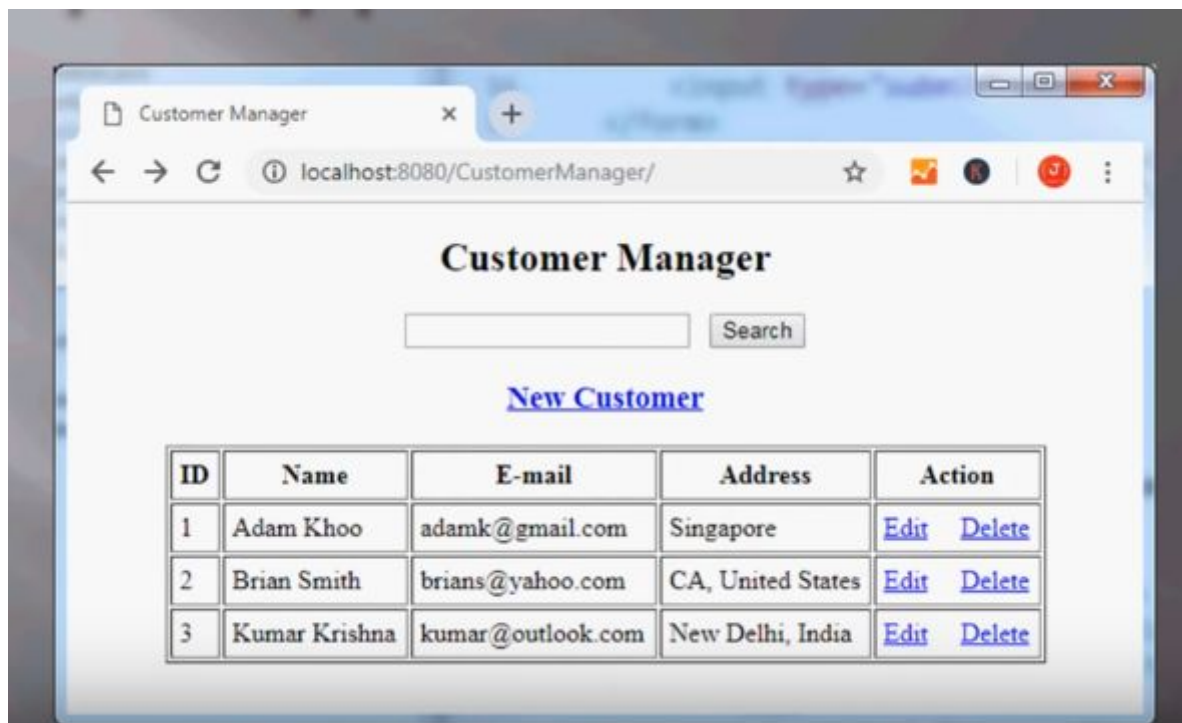 Customer Manager
localhost:8080/CustomerManager/
Customer Manager
Search
New Customer
ID Name E-mail Address Action
1 Adam Khoo adamk@gmail.com Singapore Edit Delete
2 Brian Smith brians@yahoo.com CA, United States Edit Delete
3 Kumar Krishna kumar@outlook.com New Delhi, India Edit Delete